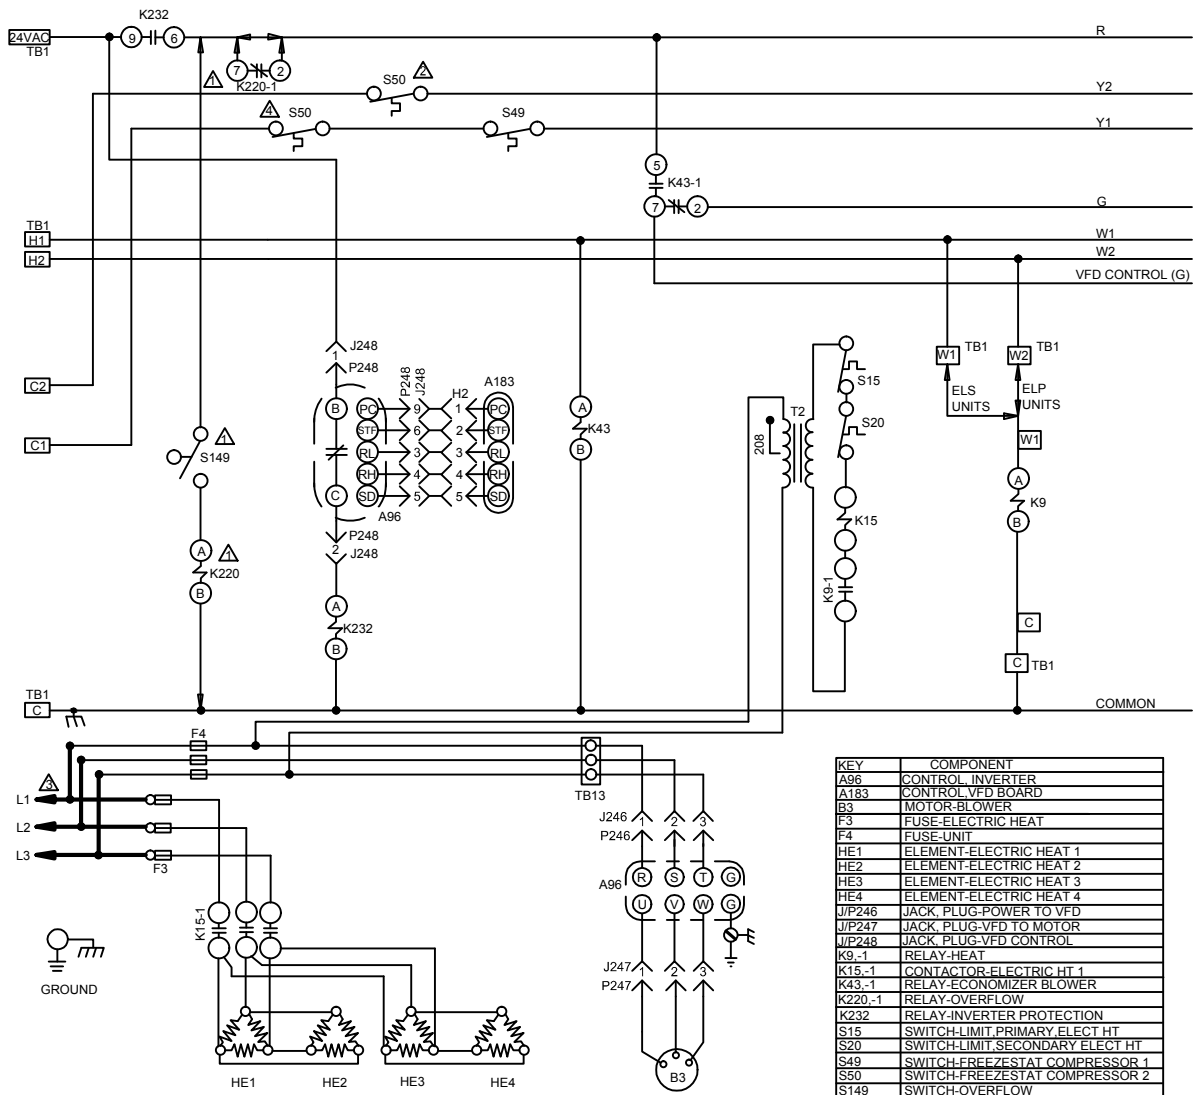 K232
24VAC 9 6 R
TB1
1 7 2
K220-1
S50 2 Y2
4 S50 S49 Y1
5
K43-1
7 2 G
TB1
H1 W1
H2 W2
VFD CONTROL (G)
J248
1
P248
W1 TB1 W2 TB1
S15
C2
P248 J248 H2 A183
ELS UNITS
ELP UNITS
B PC 9 1 PC
A
T2
STF 6 2 STF
K43
S20
208
C1
RL 3 3 RL
B
W1
S149 1
RH 4 4 RH
C SD 5 5 SD
A
K9
A96
B
P248
2
J248
K15
A 1
K220
B
K9-1
A
K232
B
C
C TB1
TB1
C COMMON
F4
TB13
3
L1
L2
L3
F3
J246 1 2 3
P246
A96 R S T G
U V W G
K15-1
J247 1 2 3
P247
GROUND
HE1 HE2 HE3 HE4
B3
KEY COMPONENT
A96 CONTROL, INVERTER
A183 CONTROL,VFD BOARD
B3 MOTOR-BLOWER
F3 FUSE-ELECTRIC HEAT
F4 FUSE-UNIT
HE1 ELEMENT-ELECTRIC HEAT 1
HE2 ELEMENT-ELECTRIC HEAT 2
HE3 ELEMENT-ELECTRIC HEAT 3
HE4 ELEMENT-ELECTRIC HEAT 4
J/P246 JACK, PLUG-POWER TO VFD
J/P247 JACK, PLUG-VFD TO MOTOR
J/P248 JACK, PLUG-VFD CONTROL
K9,-1 RELAY-HEAT
K15,-1 CONTACTOR-ELECTRIC HT 1
K43,-1 RELAY-ECONOMIZER BLOWER
K220,-1 RELAY-OVERFLOW
K232 RELAY-INVERTER PROTECTION
S15 SWITCH-LIMIT,PRIMARY,ELECT HT
S20 SWITCH-LIMIT,SECONDARY ELECT HT
S49 SWITCH-FREEZESTAT COMPRESSOR 1
S50 SWITCH-FREEZESTAT COMPRESSOR 2
S149 SWITCH-OVERFLOW